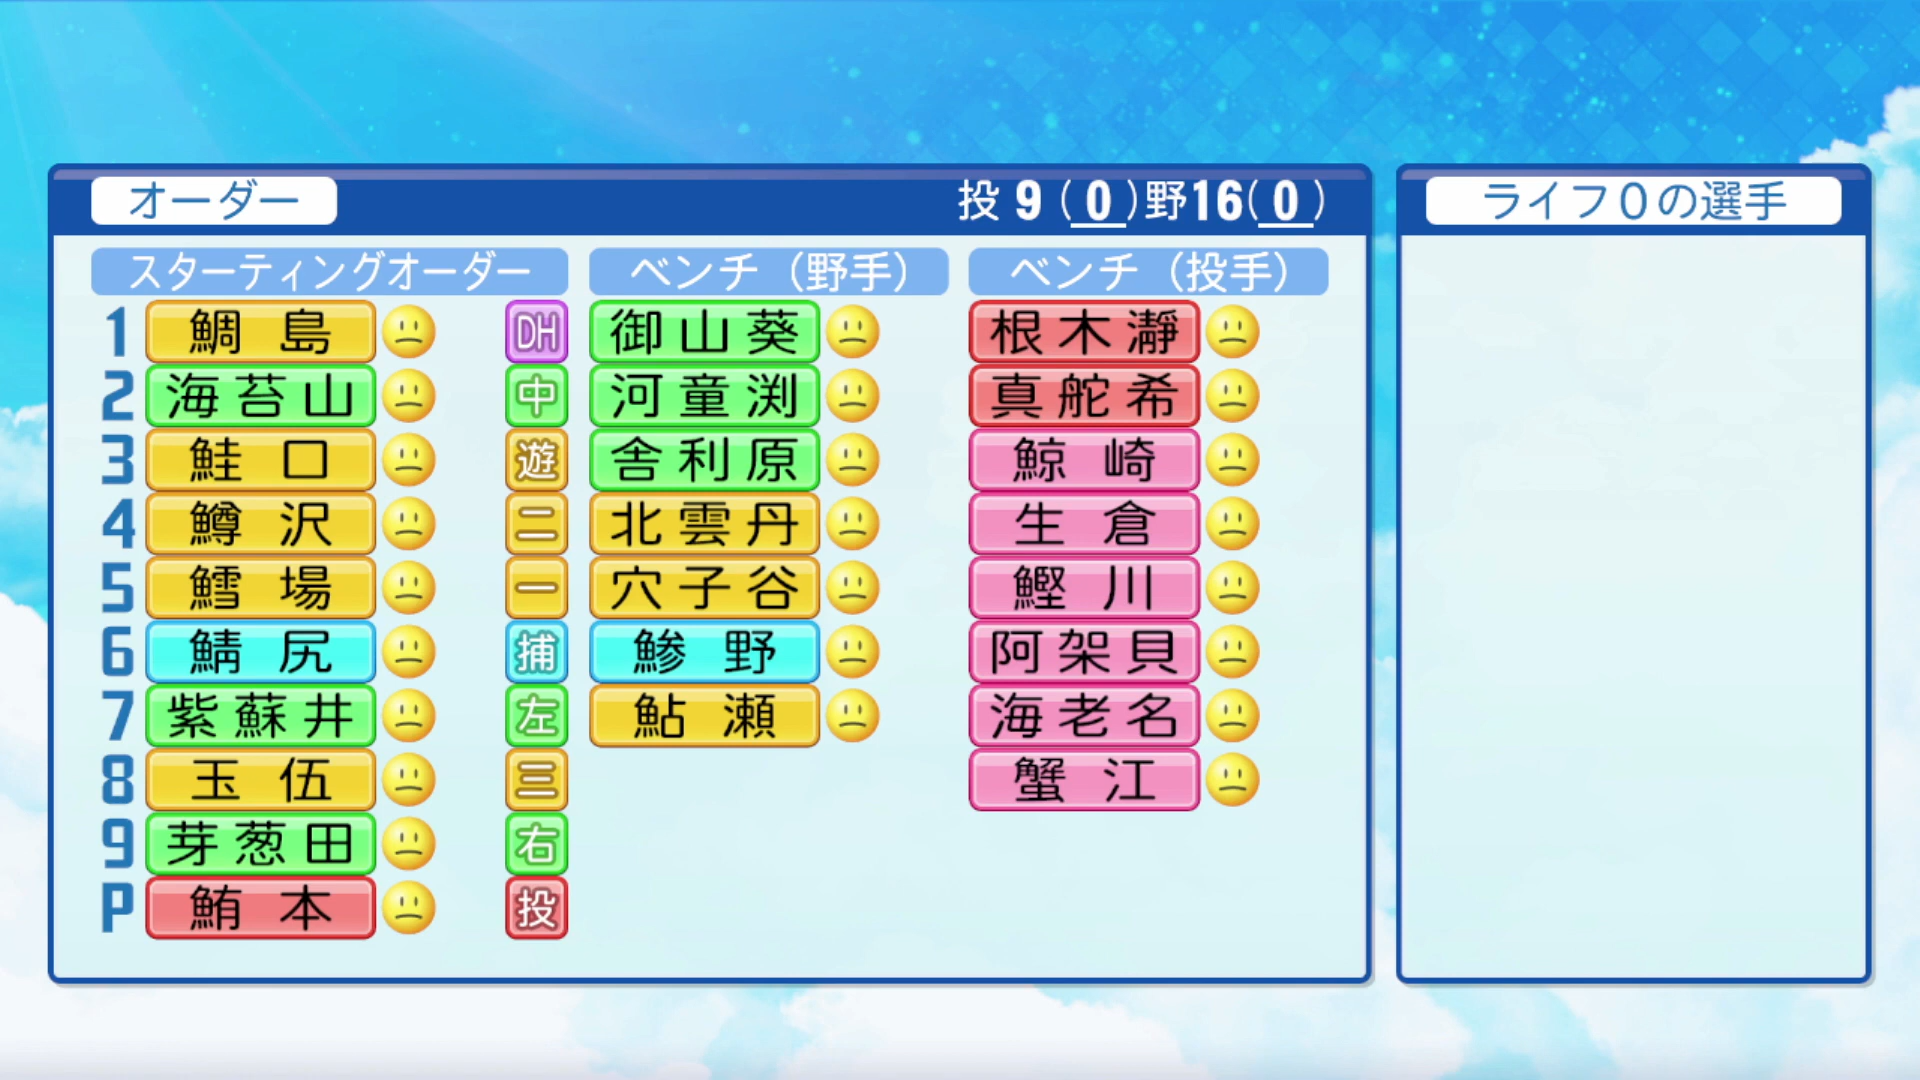 オーダー 投9(0)野16(0)
スターティングオーダー
1 鯛島 DH
2 海苔山 中
3 鮭口 遊
4 鱒沢 二
5 鱈場 一
6 鯖尻 捕
7 紫蘇井 左
8 玉伍 三
9 芽葱田 右
P 鮪本 投
ベンチ(野手)
御山葵
河童渕
舎利原
北雲丹
穴子谷
鯵野
鮎瀬
ベンチ(投手)
根木瀞
真舵希
鯨崎
生倉
鰹川
阿架貝
海老名
蟹江
ライフ0の選手